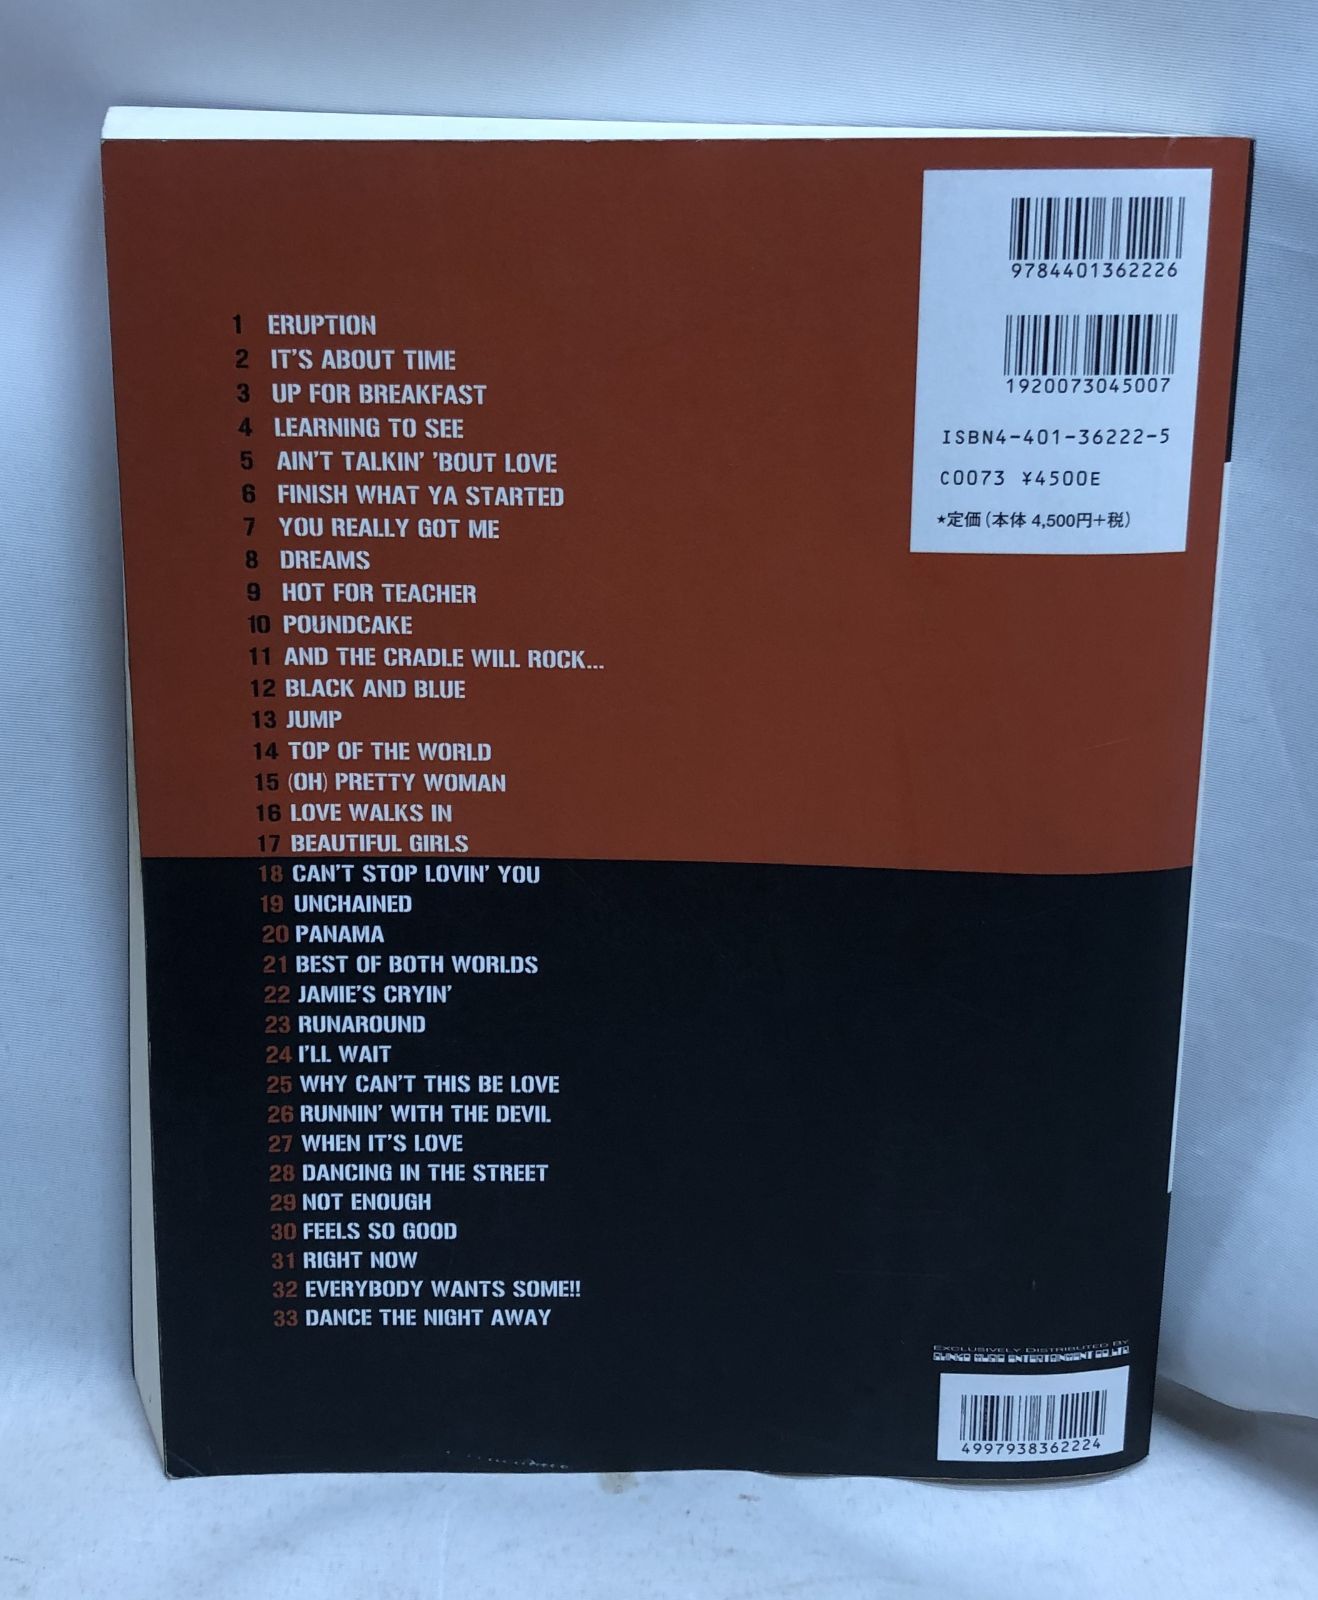 9784401362226
1920073045007
ISBN4-401-36222-5
C0073 ¥4500E
★定価(本体 4,500円+税)
1 ERUPTION
2 IT'S ABOUT TIME
3 UP FOR BREAKFAST
4 LEARNING TO SEE
5 AIN'T TALKIN' 'BOUT LOVE
6 FINISH WHAT YA STARTED
7 YOU REALLY GOT ME
8 DREAMS
9 HOT FOR TEACHER
10 POUNDCAKE
11 AND THE CRADLE WILL ROCK...
12 BLACK AND BLUE
13 JUMP
14 TOP OF THE WORLD
15 (OH) PRETTY WOMAN
16 LOVE WALKS IN
17 BEAUTIFUL GIRLS
18 CAN'T STOP LOVIN' YOU
19 UNCHAINED
20 PANAMA
21 BEST OF BOTH WORLDS
22 JAMIE'S CRYIN'
23 RUNAROUND
24 I'LL WAIT
25 WHY CAN'T THIS BE LOVE
26 RUNNIN' WITH THE DEVIL
27 WHEN IT'S LOVE
28 DANCING IN THE STREET
29 NOT ENOUGH
30 FEELS SO GOOD
31 RIGHT NOW
32 EVERYBODY WANTS SOME!!
33 DANCE THE NIGHT AWAY
EXCLUSIVELY DISTRIBUTED BY
SHINKO MUSIC ENTERTAINMENT CO.,LTD.
4997938362224